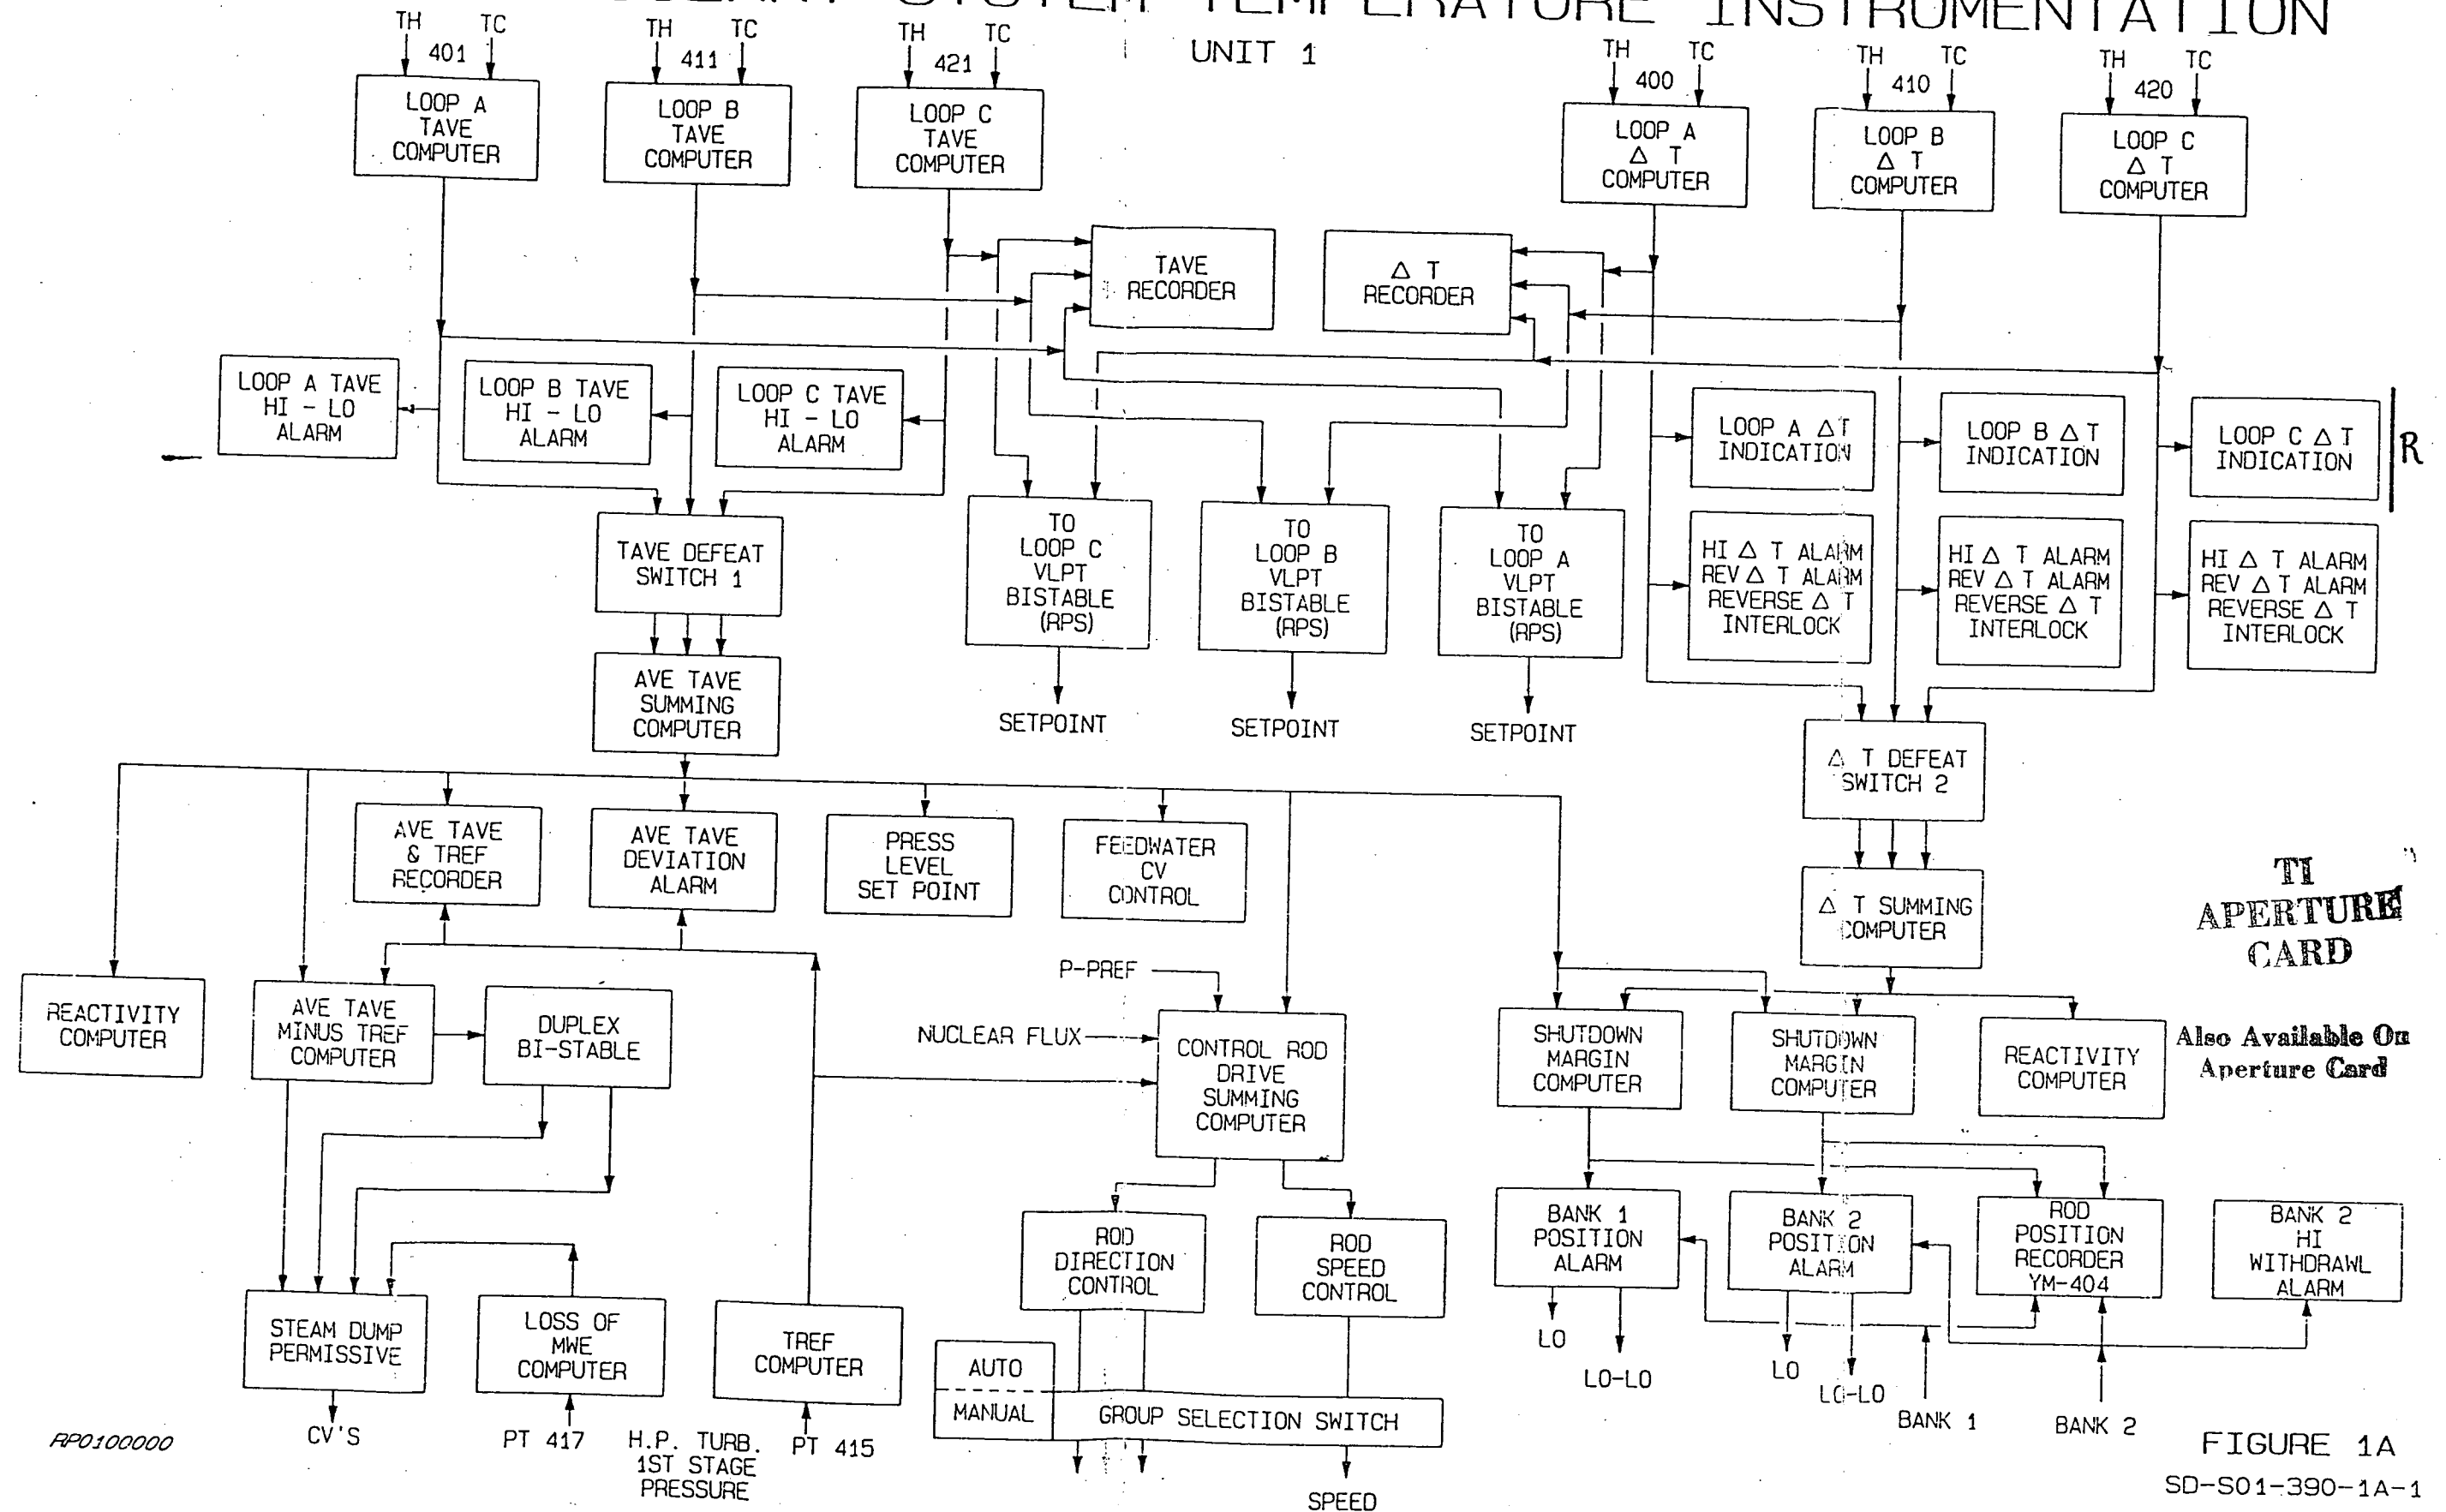 SYSTEM TEMPERATURE INSTRUMENTATION
UNIT 1
TH 401 TC
TH 411 TC
TH 421 TC
TH 400 TC
TH 410 TC
TH 420 TC
LOOP A
TAVE
COMPUTER
LOOP B
TAVE
COMPUTER
LOOP C
TAVE
COMPUTER
LOOP A
Δ T
COMPUTER
LOOP B
Δ T
COMPUTER
LOOP C
Δ T
COMPUTER
TAVE
RECORDER
Δ T
RECORDER
LOOP A TAVE
HI - LO
ALARM
LOOP B TAVE
HI - LO
ALARM
LOOP C TAVE
HI - LO
ALARM
LOOP A Δ T
INDICATION
LOOP B Δ T
INDICATION
LOOP C Δ T
INDICATION
R
TAVE DEFEAT
SWITCH 1
TO
LOOP C
VLPT
BISTABLE
(RPS)
TO
LOOP B
VLPT
BISTABLE
(RPS)
TO
LOOP A
VLPT
BISTABLE
(RPS)
HI Δ T ALARM
REV Δ T ALARM
REVERSE Δ T
INTERLOCK
HI Δ T ALARM
REV Δ T ALARM
REVERSE Δ T
INTERLOCK
HI Δ T ALARM
REV Δ T ALARM
REVERSE Δ T
INTERLOCK
AVE TAVE
SUMMING
COMPUTER
SETPOINT
SETPOINT
SETPOINT
Δ T DEFEAT
SWITCH 2
AVE TAVE
& TREF
RECORDER
AVE TAVE
DEVIATION
ALARM
PRESS
LEVEL
SET POINT
FEEDWATER
CV
CONTROL
Δ T SUMMING
COMPUTER
TI
APERTURE
CARD
Also Available On
Aperture Card
P-PREF
NUCLEAR FLUX
REACTIVITY
COMPUTER
AVE TAVE
MINUS TREF
COMPUTER
DUPLEX
BI-STABLE
CONTROL ROD
DRIVE
SUMMING
COMPUTER
SHUTDOWN
MARGIN
COMPUTER
SHUTDOWN
MARGIN
COMPUTER
REACTIVITY
COMPUTER
ROD
DIRECTION
CONTROL
ROD
SPEED
CONTROL
BANK 1
POSITION
ALARM
BANK 2
POSITION
ALARM
ROD
POSITION
RECORDER
YM-404
BANK 2
HI
WITHDRAWL
ALARM
STEAM DUMP
PERMISSIVE
LOSS OF
MWE
COMPUTER
TREF
COMPUTER
AUTO
MANUAL
GROUP SELECTION SWITCH
LO
LO-LO
LO
LO-LO
BANK 1
BANK 2
CV'S
PT 417
H.P. TURB.
1ST STAGE
PRESSURE
PT 415
SPEED
RP0100000
FIGURE 1A
SD-S01-390-1A-1